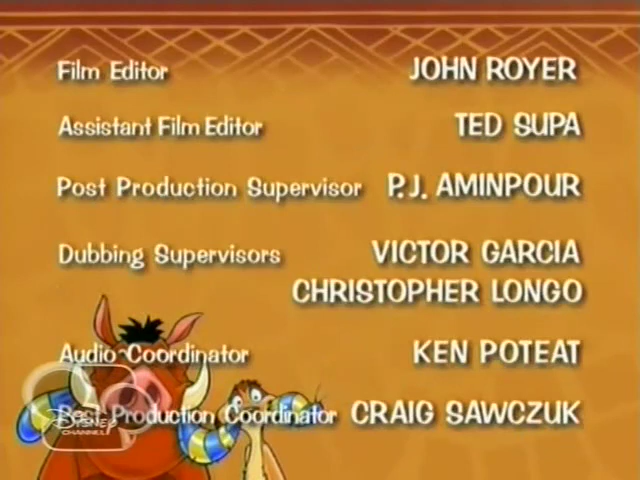 Film Editor JOHN ROYER
Assistant Film Editor TED SUPA
Post Production Supervisor P.J. AMINPOUR
Dubbing Supervisors VICTOR GARCIA
CHRISTOPHER LONGO
Audio Coordinator KEN POTEAT
Post Production Coordinator CRAIG SAWCZUK
Disney
CHANNEL